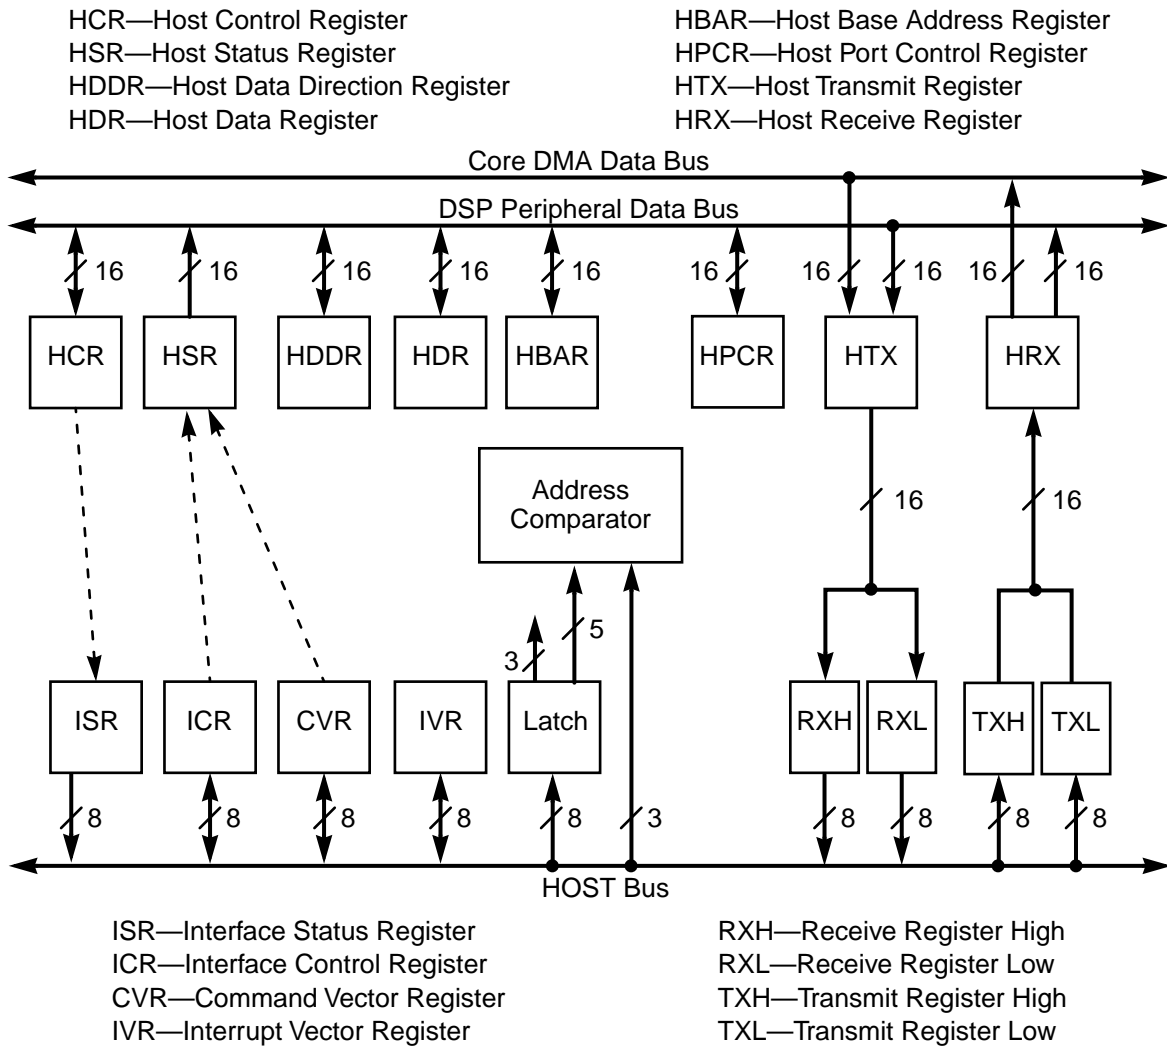 HCR—Host Control Register
HSR—Host Status Register
HDDR—Host Data Direction Register
HDR—Host Data Register
HBAR—Host Base Address Register
HPCR—Host Port Control Register
HTX—Host Transmit Register
HRX—Host Receive Register
Core DMA Data Bus
DSP Peripheral Data Bus
16 16 16 16 16 16 16 16 16 16
HCR HSR HDDR HDR HBAR HPCR HTX HRX
Address
Comparator
16 16
3 5
ISR ICR CVR IVR Latch RXH RXL TXH TXL
8 8 8 8 8 3 8 8 8 8
HOST Bus
ISR—Interface Status Register
ICR—Interface Control Register
CVR—Command Vector Register
IVR—Interrupt Vector Register
RXH—Receive Register High
RXL—Receive Register Low
TXH—Transmit Register High
TXL—Transmit Register Low